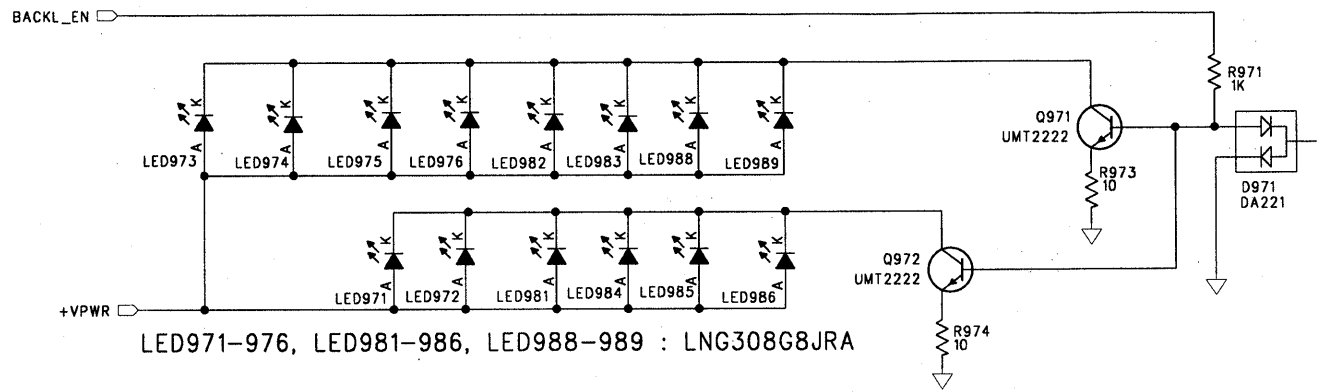 BACKL_EN
R971
1K
K K K K K K K K
Q971
UMT2222
A A A A A A A A
LED973 LED974 LED975 LED976 LED982 LED983 LED988 LED989
R973
10
D971
DA221
K K K K K K
Q972
UMT2222
A A A A A A
LED971 LED972 LED981 LED984 LED985 LED986
+VPWR
R974
10
LED971-976, LED981-986, LED988-989 : LNG308G8JRA